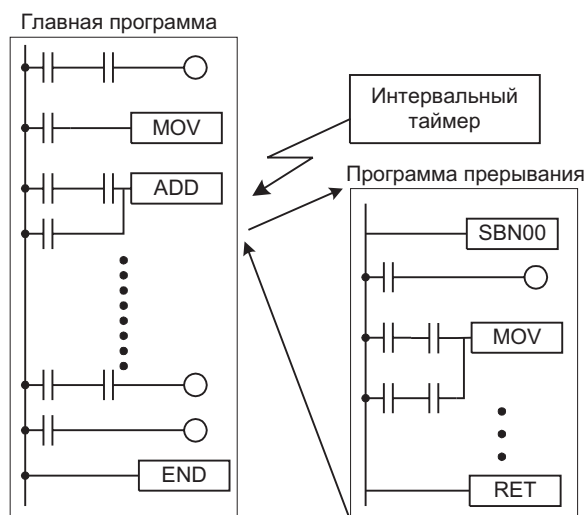 Главная программа
MOV
ADD
END
Интервальный
таймер
Программа прерывания
SBN00
MOV
RET